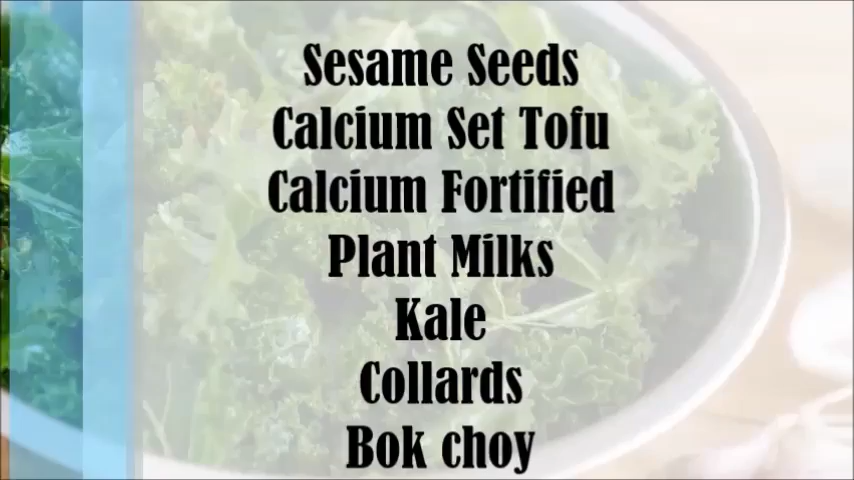 Sesame Seeds
Calcium Set Tofu
Calcium Fortified
Plant Milks
Kale
Collards
Bok choy